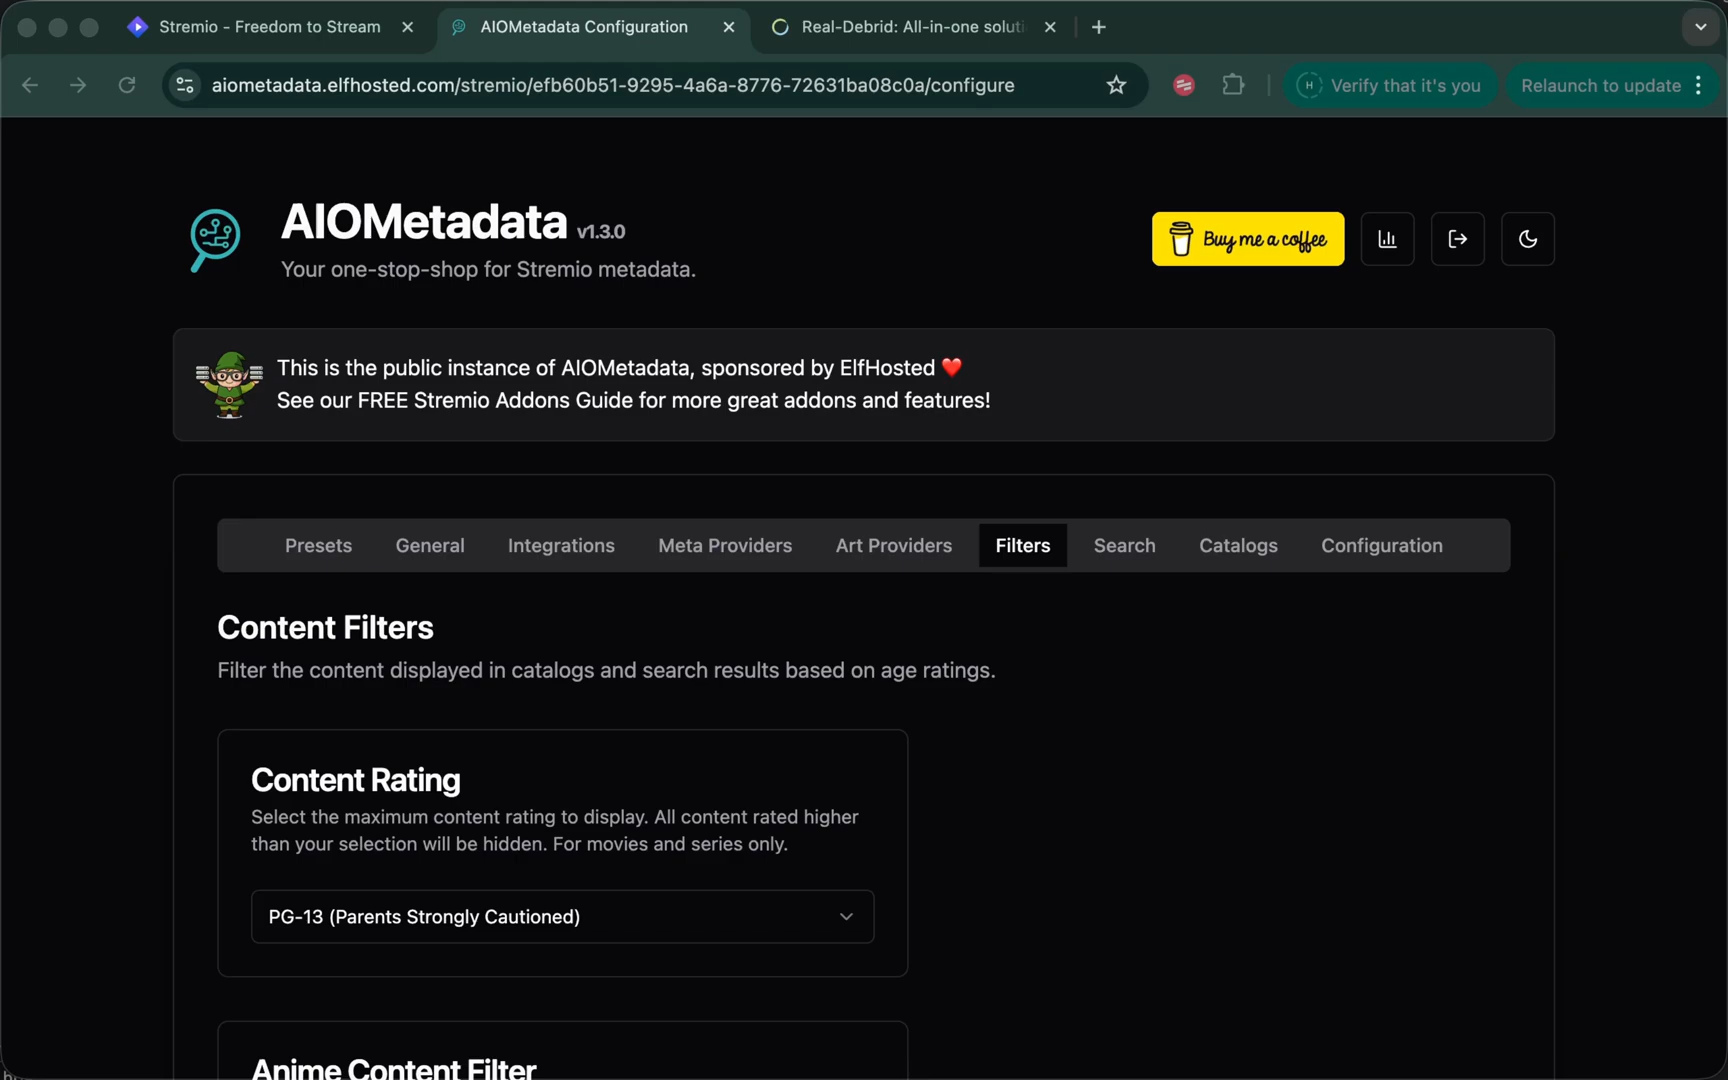 Stremio - Freedom to Stream
AIOMetadata Configuration
Real-Debrid: All-in-one soluti
aiometadata.elfhosted.com/stremio/efb60b51-9295-4a6a-8776-72631ba08c0a/configure
H
Verify that it's you
Relaunch to update
AIOMetadata v1.3.0
Your one-stop-shop for Stremio metadata.
Buy me a coffee
This is the public instance of AIOMetadata, sponsored by ElfHosted ❤️
See our FREE Stremio Addons Guide for more great addons and features!
Presets General Integrations Meta Providers Art Providers Filters Search Catalogs Configuration
Content Filters
Filter the content displayed in catalogs and search results based on age ratings.
Content Rating
Select the maximum content rating to display. All content rated higher
than your selection will be hidden. For movies and series only.
PG-13 (Parents Strongly Cautioned)
Anime Content Filter